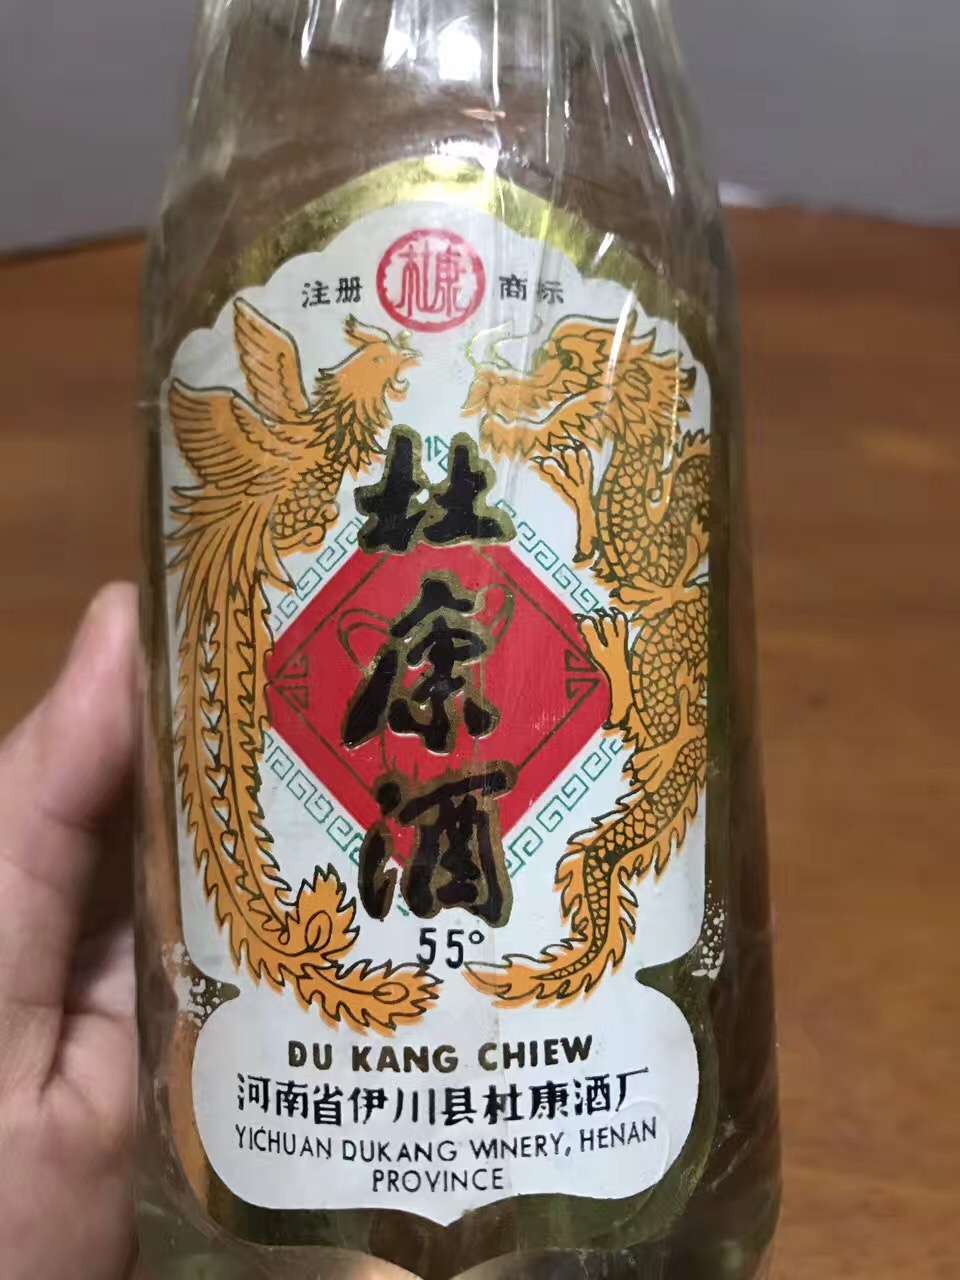 注册 杜康 商标
杜康酒
55°
DU KANG CHIEW
河南省伊川县杜康酒厂
YICHUAN DUKANG WINERY, HENAN
PROVINCE